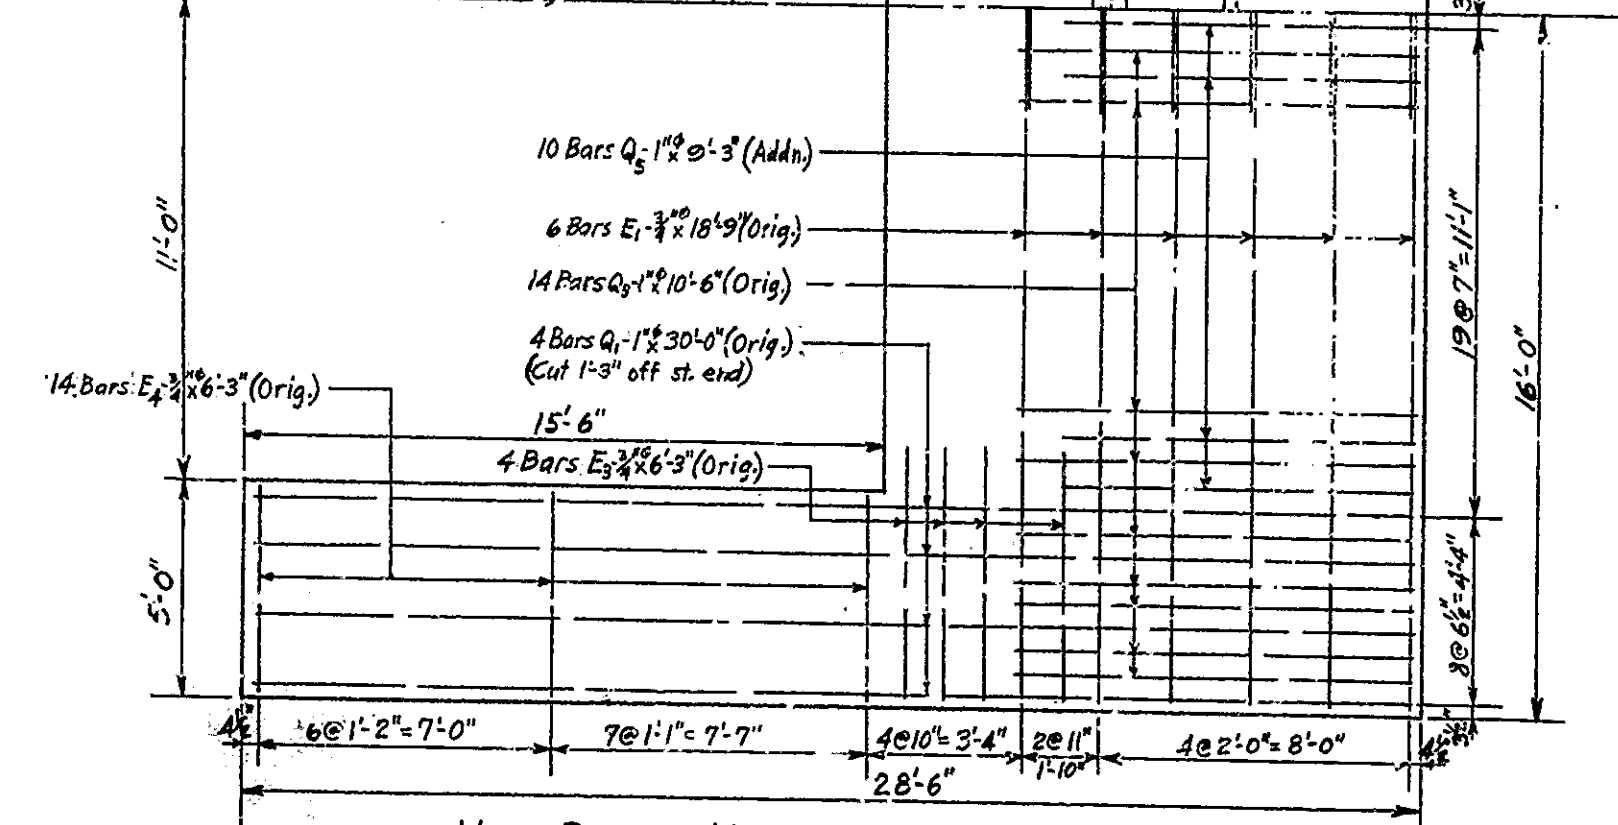 10 Bars Q5-1"ϕ x 9'-3" (Addn.)
6 Bars E1-3/4"ϕ x 18'-9" (Orig.)
14 Bars Q3-1"ϕ x 10'-6" (Orig.)
4 Bars Q1-1"ϕ x 30'-0" (Orig.)
(Cut 1'-3" off st. end)
14 Bars E4-3/4"ϕ x 6'-3" (Orig.)
15'-6"
4 Bars E3-3/4"ϕ x 6'-3" (Orig.)
11'-0"
5'-0"
19@7"=11'-1"
16'-0"
8@6½"=4'-4"
4½"
6@1'-2"=7'-0"
7@1'-1"=7'-7"
4@10"=3'-4"
2@11"
1'-10"
4@2'-0"=8'-0"
4½"
28'-6"